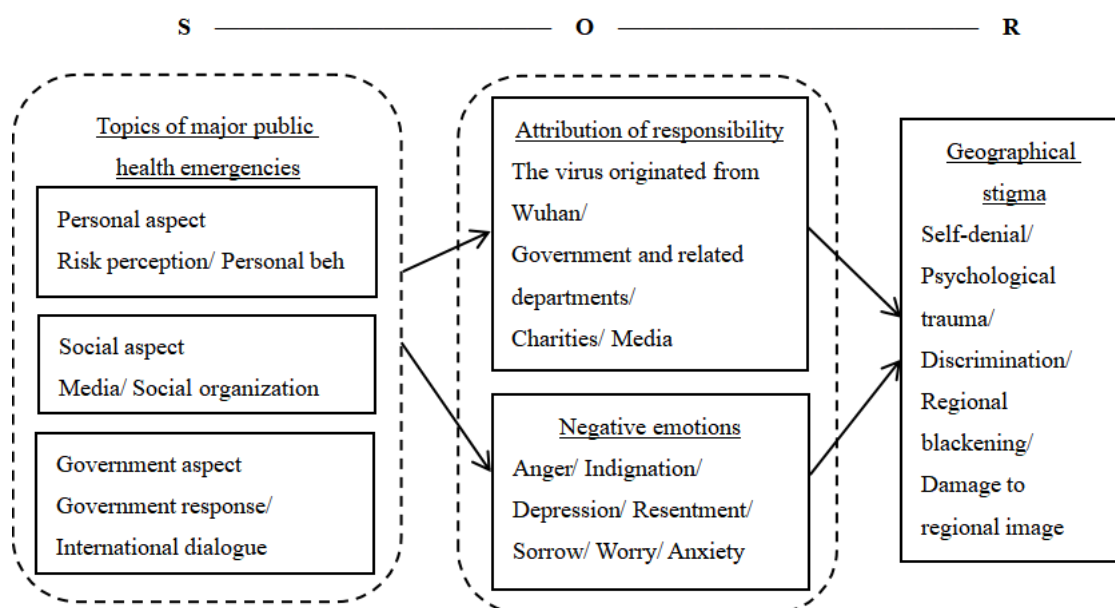 S O R
Topics of major public
health emergencies
Personal aspect
Risk perception/ Personal beh
Social aspect
Media/ Social organization
Government aspect
Government response/
International dialogue
Attribution of responsibility
The virus originated from
Wuhan/
Government and related
departments/
Charities/ Media
Negative emotions
Anger/ Indignation/
Depression/ Resentment/
Sorrow/ Worry/ Anxiety
Geographical
stigma
Self-denial/
Psychological
trauma/
Discrimination/
Regional
blackening/
Damage to
regional image